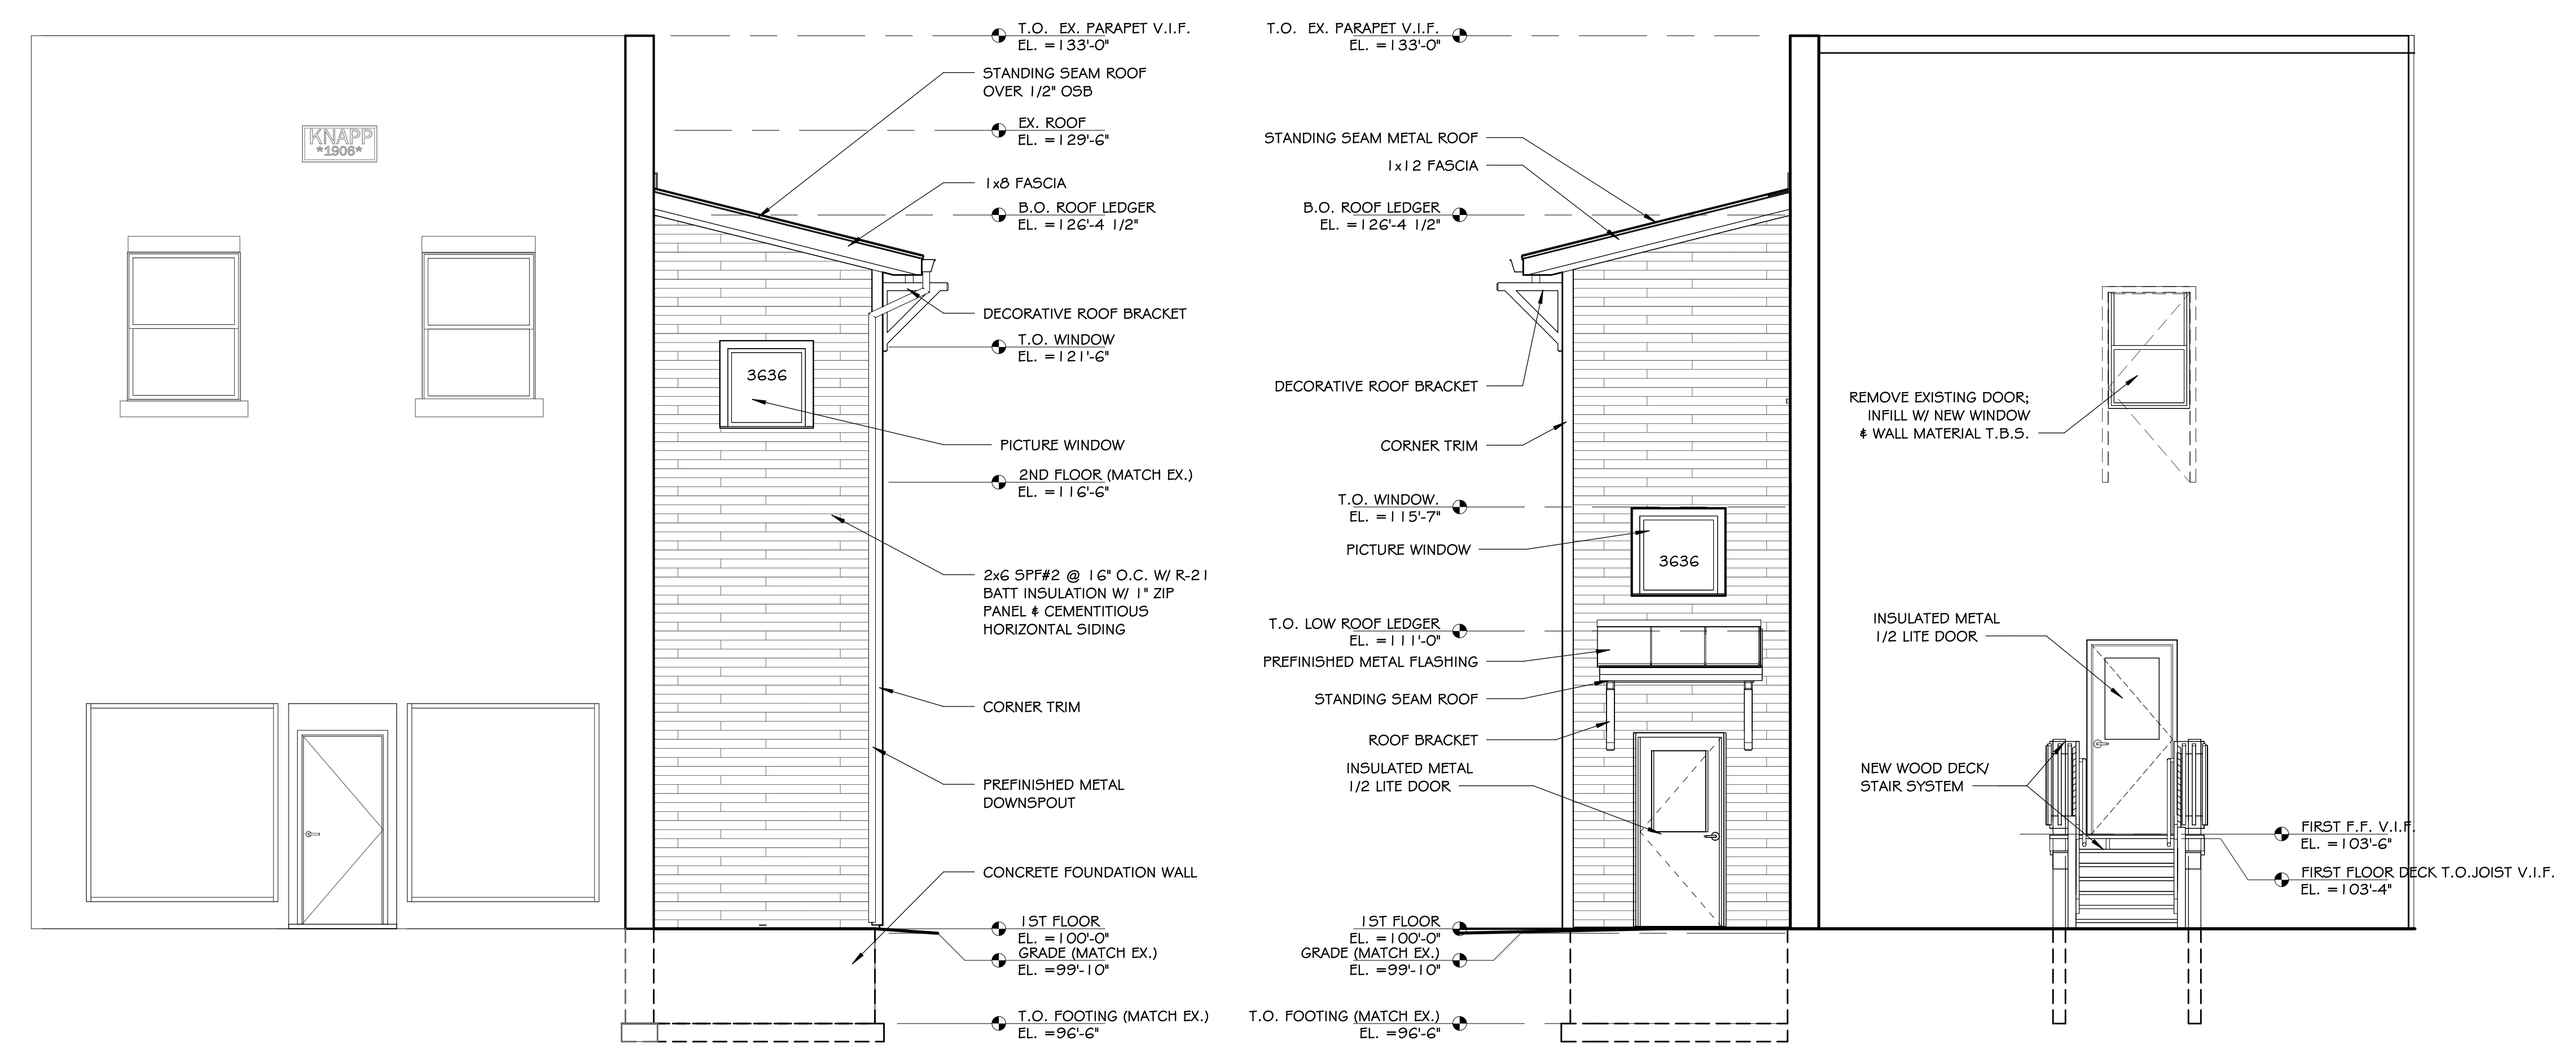 KNAPP
*1906*
T.O. EX. PARAPET V.I.F.
EL. =133'-0"
STANDING SEAM ROOF
OVER 1/2" OSB
EX. ROOF
EL. =129'-6"
1x8 FASCIA
B.O. ROOF LEDGER
EL. =126'-4 1/2"
DECORATIVE ROOF BRACKET
T.O. WINDOW
EL. =121'-6"
3636
PICTURE WINDOW
2ND FLOOR (MATCH EX.)
EL. =116'-6"
2x6 SPF#2 @ 16" O.C. W/ R-21
BATT INSULATION W/ 1" ZIP
PANEL & CEMENTITIOUS
HORIZONTAL SIDING
CORNER TRIM
PREFINISHED METAL
DOWNSPOUT
CONCRETE FOUNDATION WALL
1ST FLOOR
EL. =100'-0"
GRADE (MATCH EX.)
EL. =99'-10"
T.O. FOOTING (MATCH EX.)
EL. =96'-6"
T.O. EX. PARAPET V.I.F.
EL. =133'-0"
STANDING SEAM METAL ROOF
1x12 FASCIA
B.O. ROOF LEDGER
EL. =126'-4 1/2"
DECORATIVE ROOF BRACKET
CORNER TRIM
T.O. WINDOW.
EL. =115'-7"
PICTURE WINDOW
3636
T.O. LOW ROOF LEDGER
EL. =111'-0"
PREFINISHED METAL FLASHING
STANDING SEAM ROOF
ROOF BRACKET
INSULATED METAL
1/2 LITE DOOR
1ST FLOOR
EL. =100'-0"
GRADE (MATCH EX.)
EL. =99'-10"
T.O. FOOTING (MATCH EX.)
EL. =96'-6"
REMOVE EXISTING DOOR;
INFILL W/ NEW WINDOW
& WALL MATERIAL T.B.S.
INSULATED METAL
1/2 LITE DOOR
NEW WOOD DECK/
STAIR SYSTEM
FIRST F.F. V.I.F.
EL. =103'-6"
FIRST FLOOR DECK T.O.JOIST V.I.F.
EL. =103'-4"